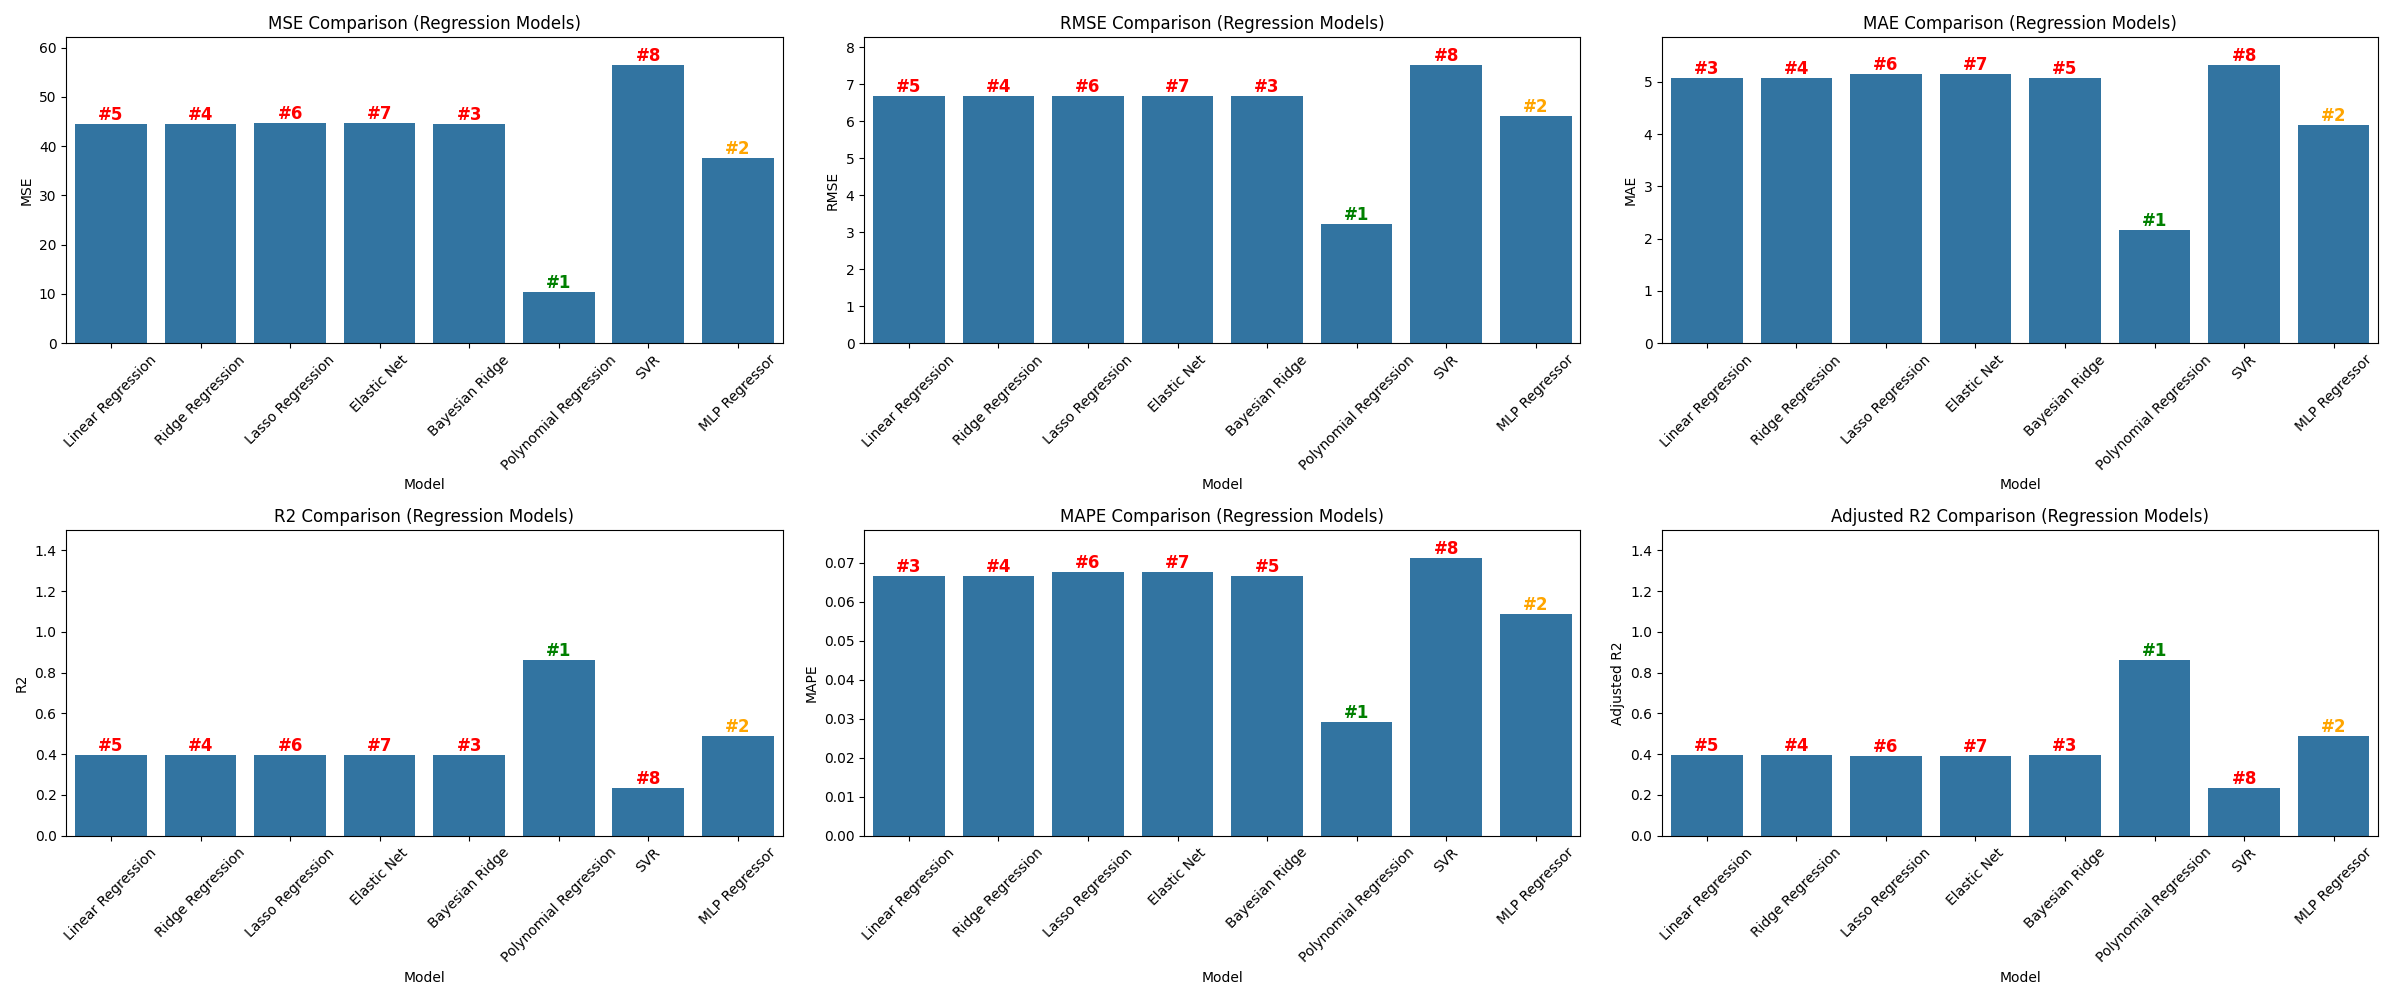 MSE Comparison (Regression Models)
60
50
40
30
20
10
0
MSE
#5
#4
#6
#7
#3
#1
#8
#2
Linear Regression
Ridge Regression
Lasso Regression
Elastic Net
Bayesian Ridge
Polynomial Regression
SVR
MLP Regressor
Model
RMSE Comparison (Regression Models)
8
7
6
5
4
3
2
1
0
RMSE
#5
#4
#6
#7
#3
#1
#8
#2
Linear Regression
Ridge Regression
Lasso Regression
Elastic Net
Bayesian Ridge
Polynomial Regression
SVR
MLP Regressor
Model
MAE Comparison (Regression Models)
5
4
3
2
1
0
MAE
#3
#4
#6
#7
#5
#1
#8
#2
Linear Regression
Ridge Regression
Lasso Regression
Elastic Net
Bayesian Ridge
Polynomial Regression
SVR
MLP Regressor
Model
R2 Comparison (Regression Models)
1.4
1.2
1.0
0.8
0.6
0.4
0.2
0.0
R2
#5
#4
#6
#7
#3
#1
#8
#2
Linear Regression
Ridge Regression
Lasso Regression
Elastic Net
Bayesian Ridge
Polynomial Regression
SVR
MLP Regressor
Model
MAPE Comparison (Regression Models)
0.07
0.06
0.05
0.04
0.03
0.02
0.01
0.00
MAPE
#3
#4
#6
#7
#5
#1
#8
#2
Linear Regression
Ridge Regression
Lasso Regression
Elastic Net
Bayesian Ridge
Polynomial Regression
SVR
MLP Regressor
Model
Adjusted R2 Comparison (Regression Models)
1.4
1.2
1.0
0.8
0.6
0.4
0.2
0.0
Adjusted R2
#5
#4
#6
#7
#3
#1
#8
#2
Linear Regression
Ridge Regression
Lasso Regression
Elastic Net
Bayesian Ridge
Polynomial Regression
SVR
MLP Regressor
Model